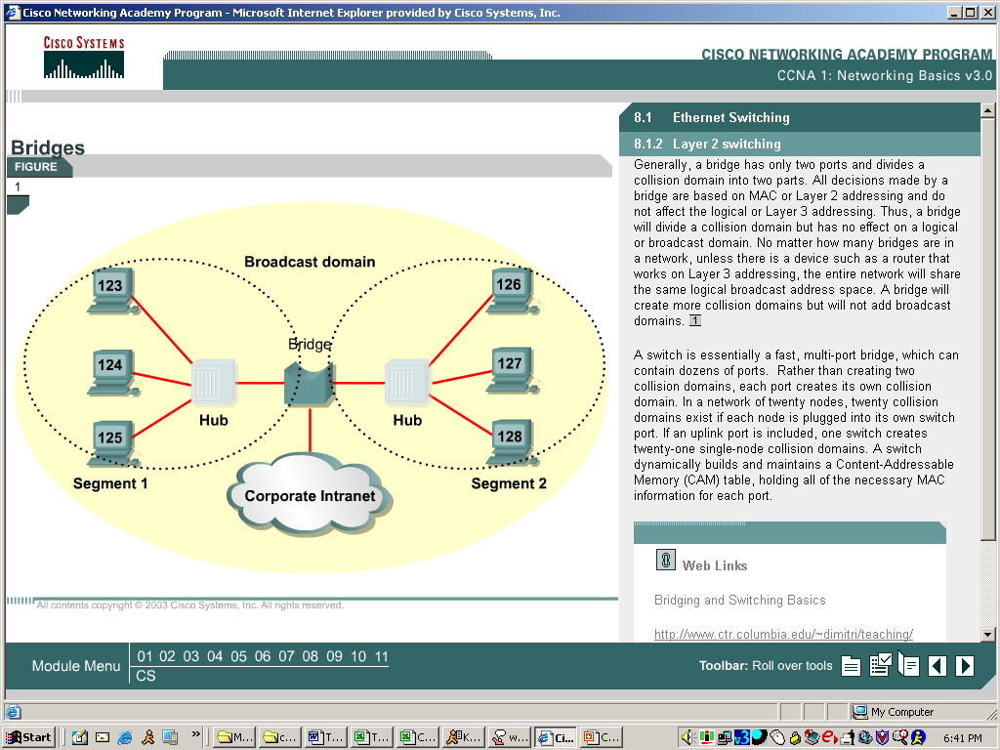 Cisco Networking Academy Program - Microsoft Internet Explorer provided by Cisco Systems, Inc.
CISCO SYSTEMS
CISCO NETWORKING ACADEMY PROGRAM
CCNA 1: Networking Basics v3.0
Bridges
FIGURE
1
Broadcast domain
123
126
Bridge
124
127
Hub
Hub
125
128
Segment 1
Segment 2
Corporate Intranet
All contents copyright © 2003 Cisco Systems, Inc. All rights reserved.
8.1 Ethernet Switching
8.1.2 Layer 2 switching
Generally, a bridge has only two ports and divides a
collision domain into two parts. All decisions made by a
bridge are based on MAC or Layer 2 addressing and do
not affect the logical or Layer 3 addressing. Thus, a bridge
will divide a collision domain but has no effect on a logical
or broadcast domain. No matter how many bridges are in
a network, unless there is a device such as a router that
works on Layer 3 addressing, the entire network will share
the same logical broadcast address space. A bridge will
create more collision domains but will not add broadcast
domains. 1
A switch is essentially a fast, multi-port bridge, which can
contain dozens of ports. Rather than creating two
collision domains, each port creates its own collision
domain. In a network of twenty nodes, twenty collision
domains exist if each node is plugged into its own switch
port. If an uplink port is included, one switch creates
twenty-one single-node collision domains. A switch
dynamically builds and maintains a Content-Addressable
Memory (CAM) table, holding all of the necessary MAC
information for each port.
Web Links
Bridging and Switching Basics
http://www.ctr.columbia.edu/~dimitri/teaching/
Module Menu
01 02 03 04 05 06 07 08 09 10 11
CS
Toolbar: Roll over tools
My Computer
Start
»
M...
c...
T...
T...
C...
K...
w...
Ci...
C...
6:41 PM